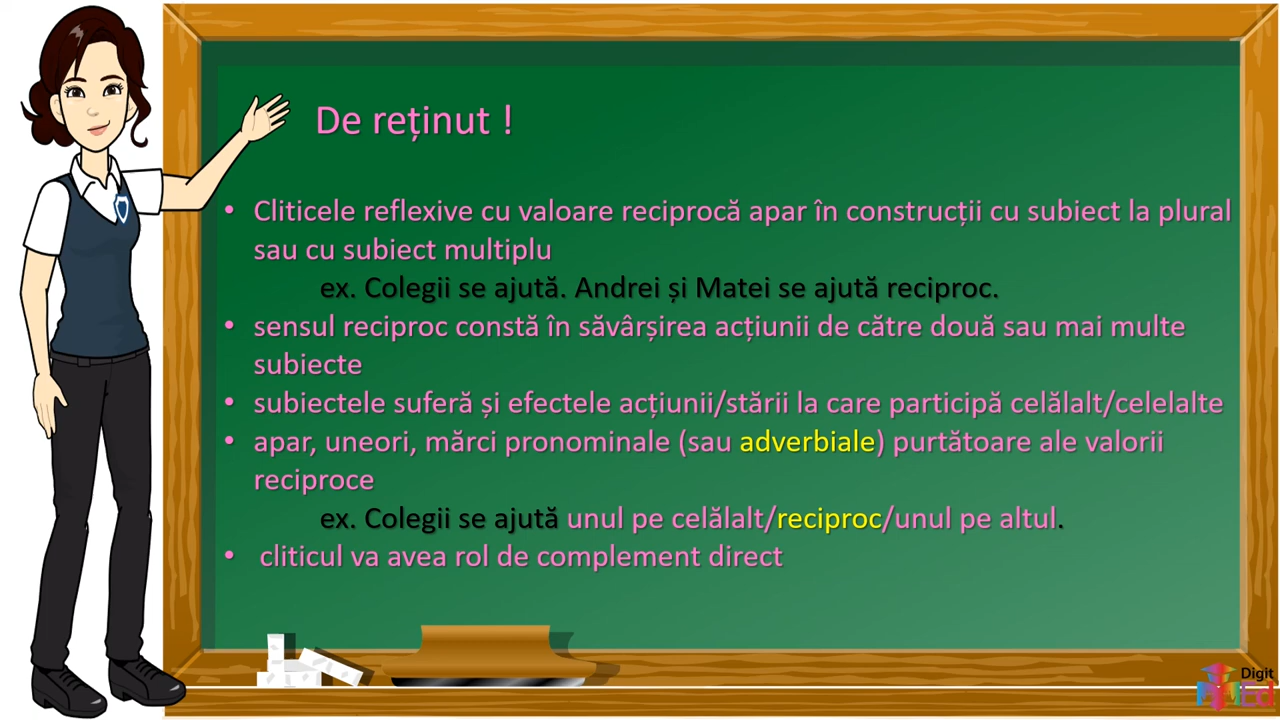 De reținut !
• Cliticele reflexive cu valoare reciprocă apar în construcții cu subiect la plural
sau cu subiect multiplu
ex. Colegii se ajută. Andrei și Matei se ajută reciproc.
• sensul reciproc constă în săvârșirea acțiunii de către două sau mai multe
subiecte
• subiectele suferă și efectele acțiunii/stării la care participă celălalt/celelalte
• apar, uneori, mărci pronominale (sau adverbiale) purtătoare ale valorii
reciproce
ex. Colegii se ajută unul pe celălalt/reciproc/unul pe altul.
• cliticul va avea rol de complement direct
Digit
Ed